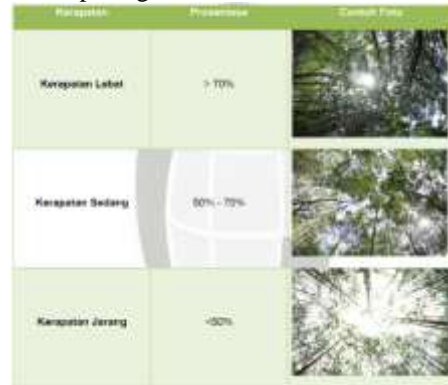 Kerapatan Prosentase Contoh Foto
Kerapatan Lebat > 70%
Kerapatan Sedang 50% - 70%
Kerapatan Jarang <50%